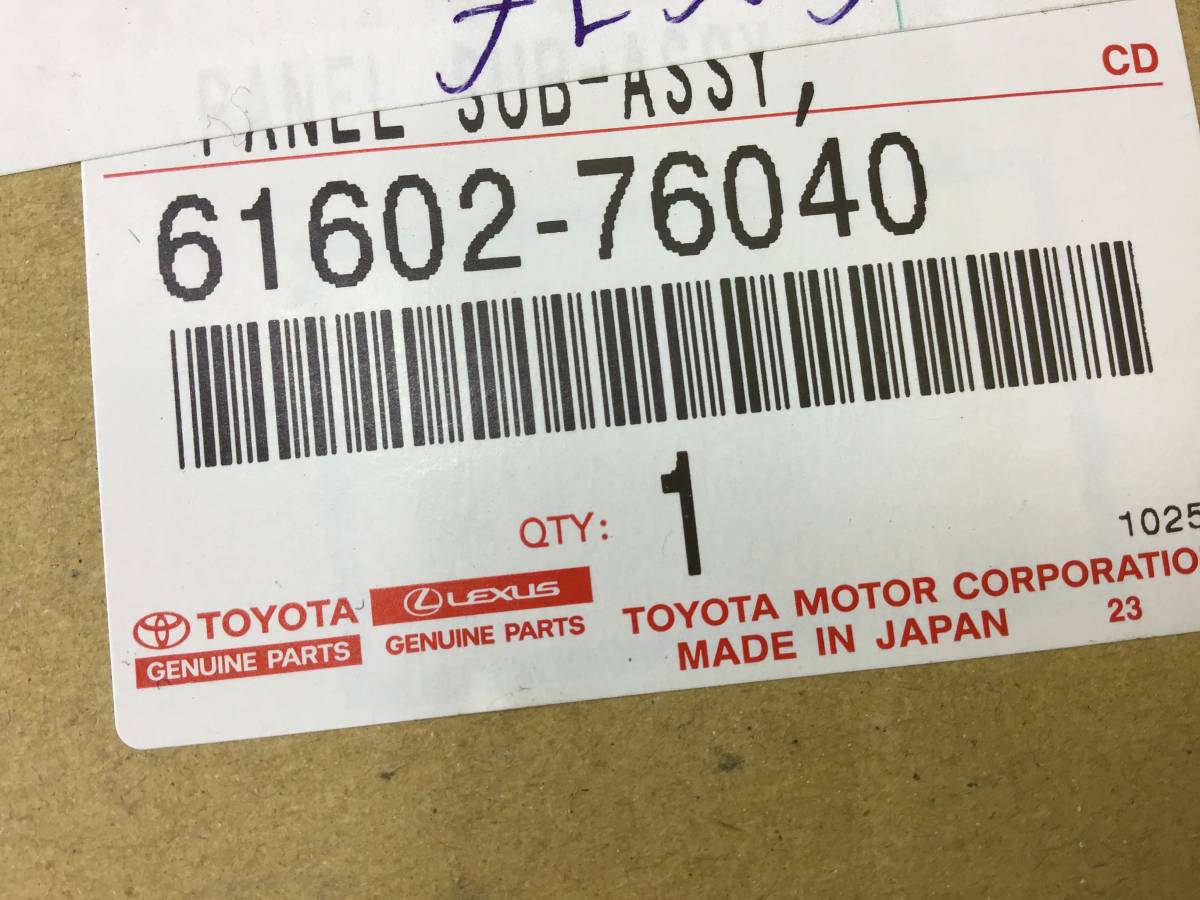 PANEL SUB-ASSY,
CD
61602-76040
QTY: 1
1025
TOYOTA
GENUINE PARTS
LEXUS
GENUINE PARTS
TOYOTA MOTOR CORPORATIO
MADE IN JAPAN 23